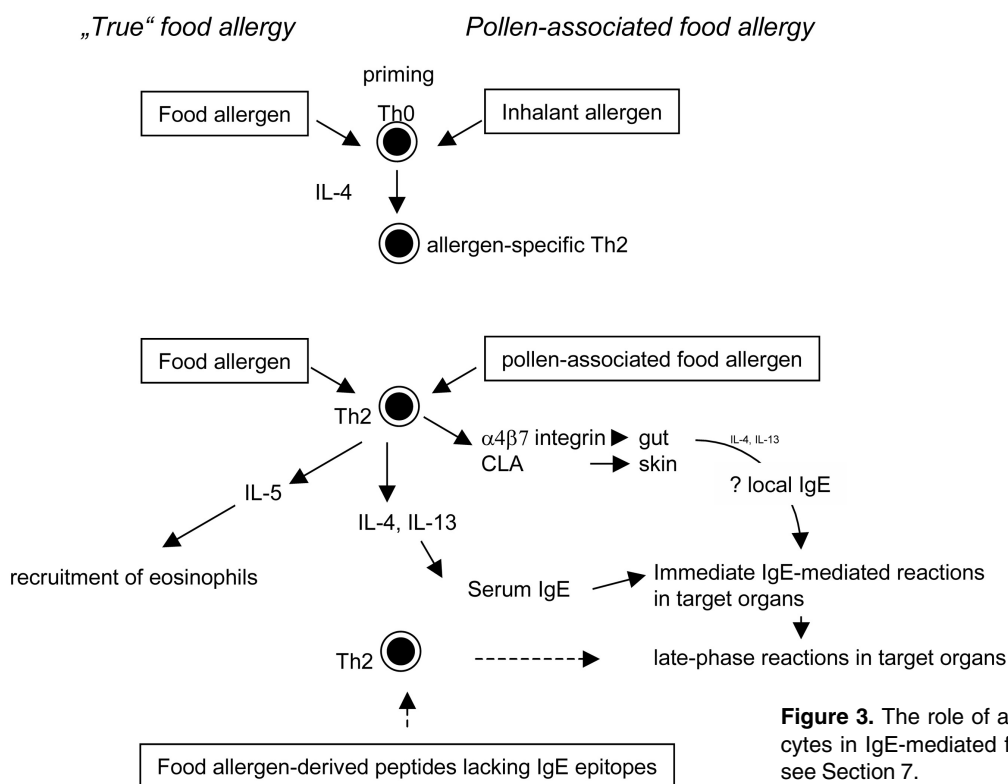 „True“ food allergy
Pollen-associated food allergy
priming
Food allergen
Th0
Inhalant allergen
IL-4
allergen-specific Th2
Food allergen
pollen-associated food allergen
Th2
α4β7 integrin
gut
IL-4, IL-13
CLA
skin
? local IgE
IL-5
IL-4, IL-13
recruitment of eosinophils
Serum IgE
Immediate IgE-mediated reactions
in target organs
Th2
late-phase reactions in target organs
Figure 3. The role of a
cytes in IgE-mediated f
see Section 7.
Food allergen-derived peptides lacking IgE epitopes